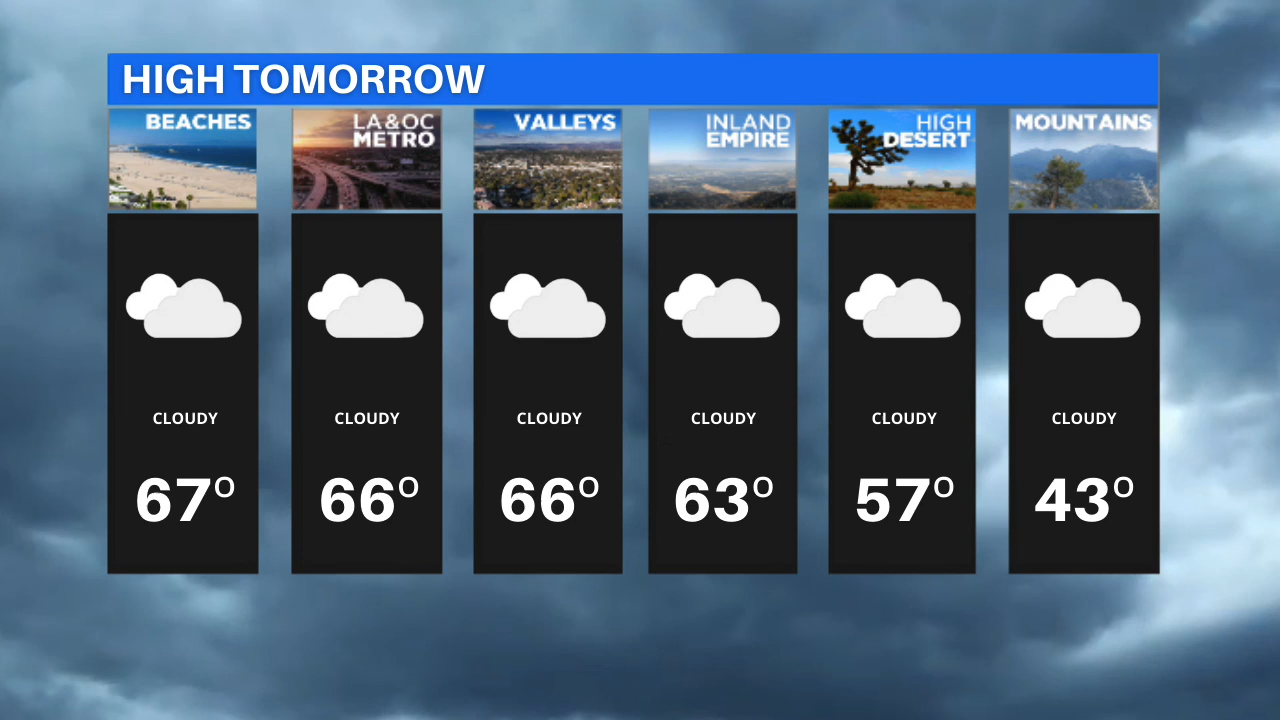 HIGH TOMORROW
BEACHES
LA&OC
METRO
VALLEYS
INLAND
EMPIRE
HIGH
DESERT
MOUNTAINS
CLOUDY
CLOUDY
CLOUDY
CLOUDY
CLOUDY
CLOUDY
67°
66°
66°
63°
57°
43°